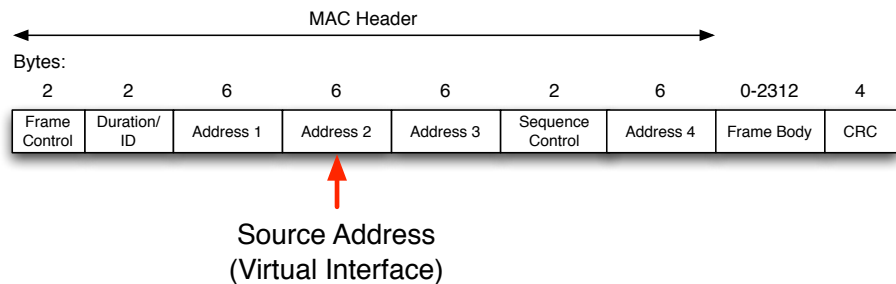 MAC Header
Bytes:
2 2 6 6 6 2 6 0-2312 4
Frame Control Duration/ ID Address 1 Address 2 Address 3 Sequence Control Address 4 Frame Body CRC
Source Address
(Virtual Interface)